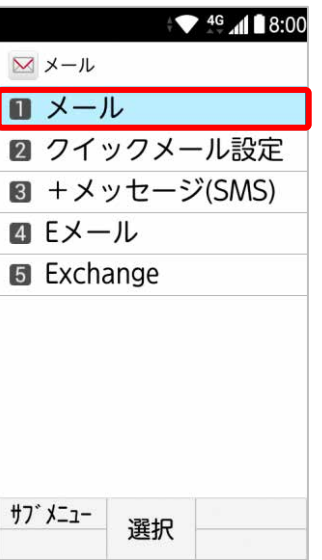 4G 8:00
メール
1 メール
2 クイックメール設定
3 +メッセージ(SMS)
4 Eメール
5 Exchange
ｻﾌﾞﾒﾆｭｰ
選択